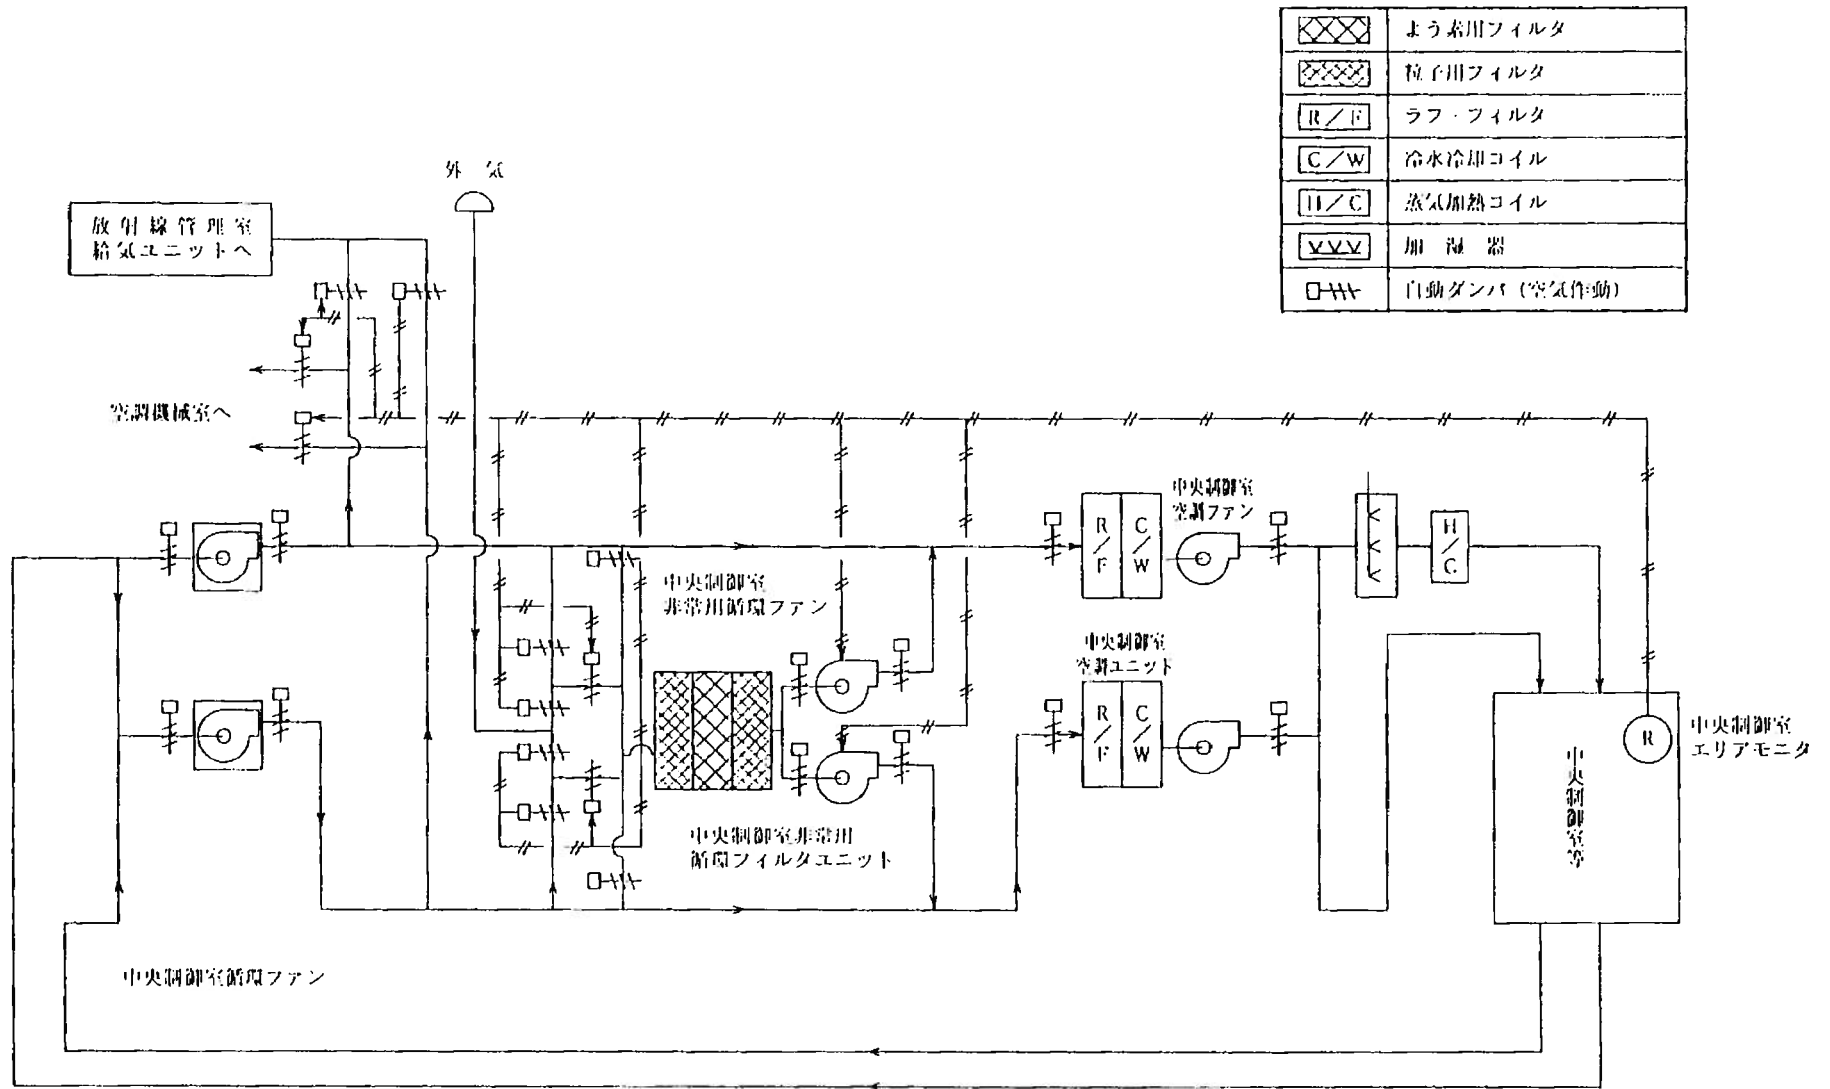 よう素用フィルタ
粒子用フィルタ
R/F ラフ・フィルタ
C/W 冷水冷却コイル
H/C 蒸気加熱コイル
加湿器
自動ダンパ（空気作動）
外気
放射線管理室
給気ユニットへ
空調機械室へ
中央制御室
空調ファン
R/F
C/W
H/C
中央制御室
非常用循環ファン
中央制御室
空調ユニット
R/F
C/W
中央制御室
エリアモニタ
R
中央制御室等
中央制御室非常用
循環フィルタユニット
中央制御室循環ファン